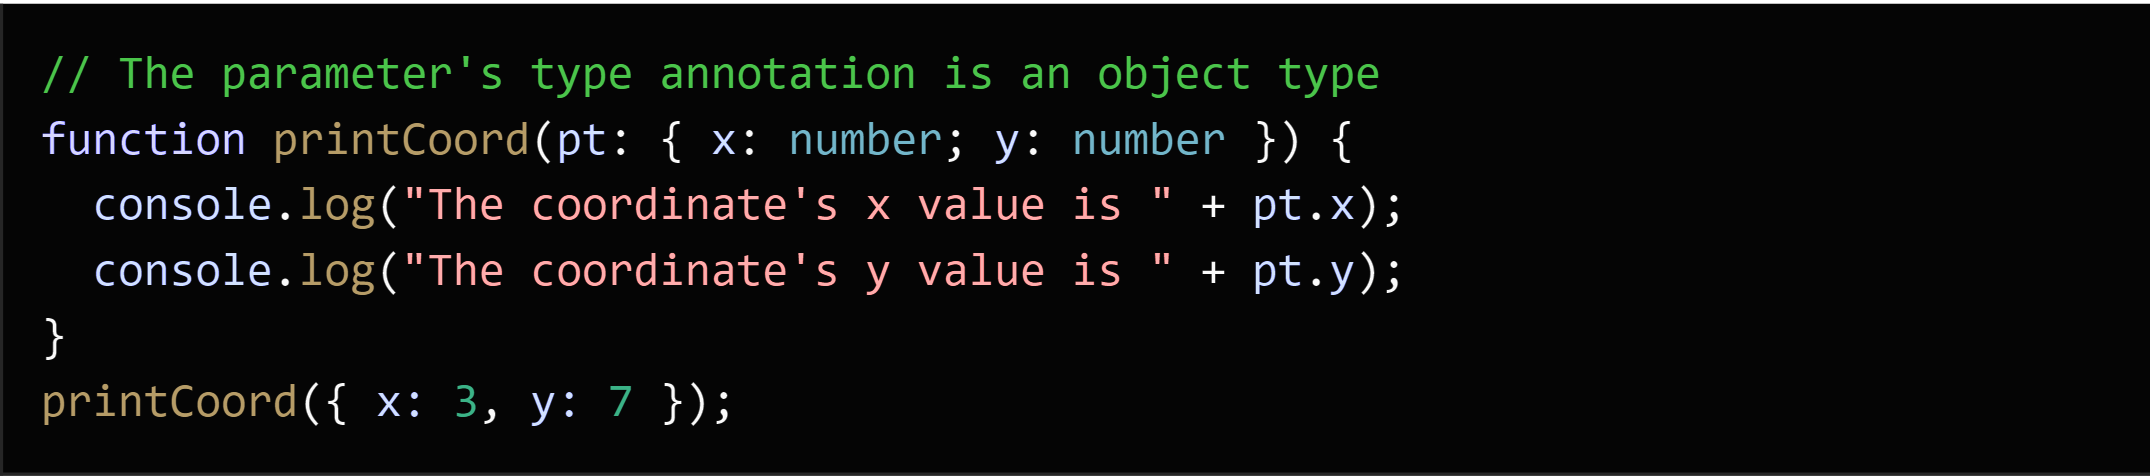 // The parameter's type annotation is an object type
function printCoord(pt: { x: number; y: number }) {
  console.log("The coordinate's x value is " + pt.x);
  console.log("The coordinate's y value is " + pt.y);
}
printCoord({ x: 3, y: 7 });